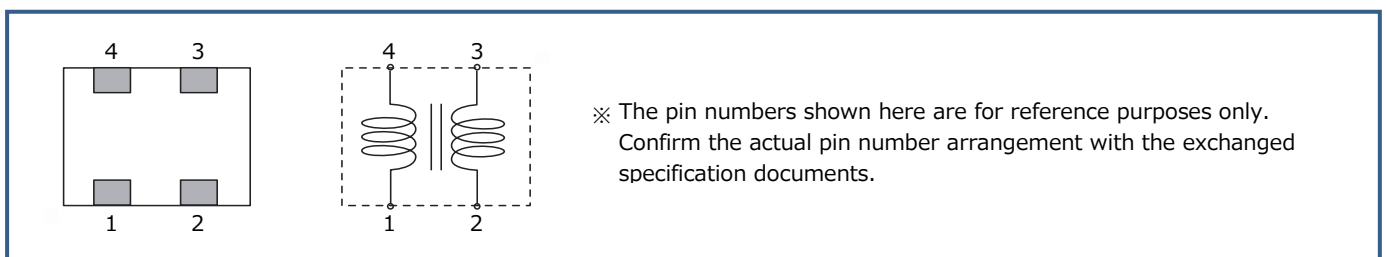 4 3
4 3
※ The pin numbers shown here are for reference purposes only.
Confirm the actual pin number arrangement with the exchanged
specification documents.
1 2
1 2